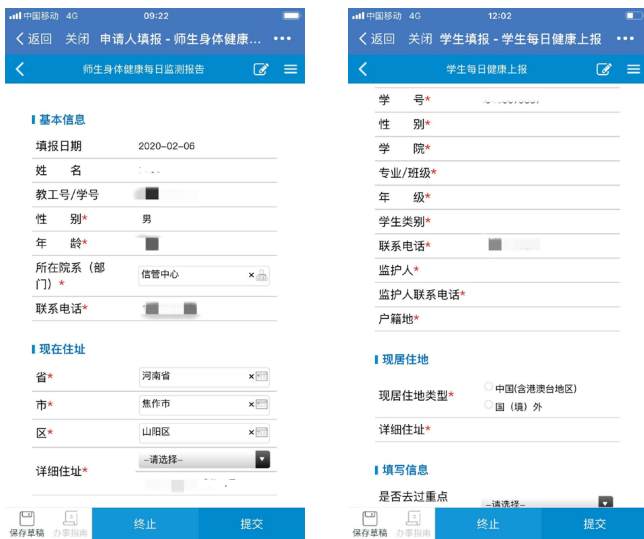 中国移动 4G 09:22
返回 关闭 申请人填报 - 师生身体健康... •••
师生身体健康每日监测报告
基本信息
填报日期 2020-02-06
姓 名
教工号/学号
性 别* 男
年 龄*
所在院系（部
门）* 信管中心 ×
联系电话*
现在住址
省* 河南省 ×
市* 焦作市 ×
区* 山阳区 ×
详细住址* --请选择--
保存草稿 办事指南 终止 提交
中国移动 4G 12:02
返回 关闭 学生填报 - 学生每日健康上报 •••
学生每日健康上报
学 号*
性 别*
学 院*
专业/班级*
年 级*
学生类别*
联系电话*
监护人*
监护人联系电话*
户籍地*
现居住地
现居住地类型* 中国(含港澳台地区)
国（境）外
详细住址*
填写信息
是否去过重点 --请选择--
保存草稿 办事指南 终止 提交